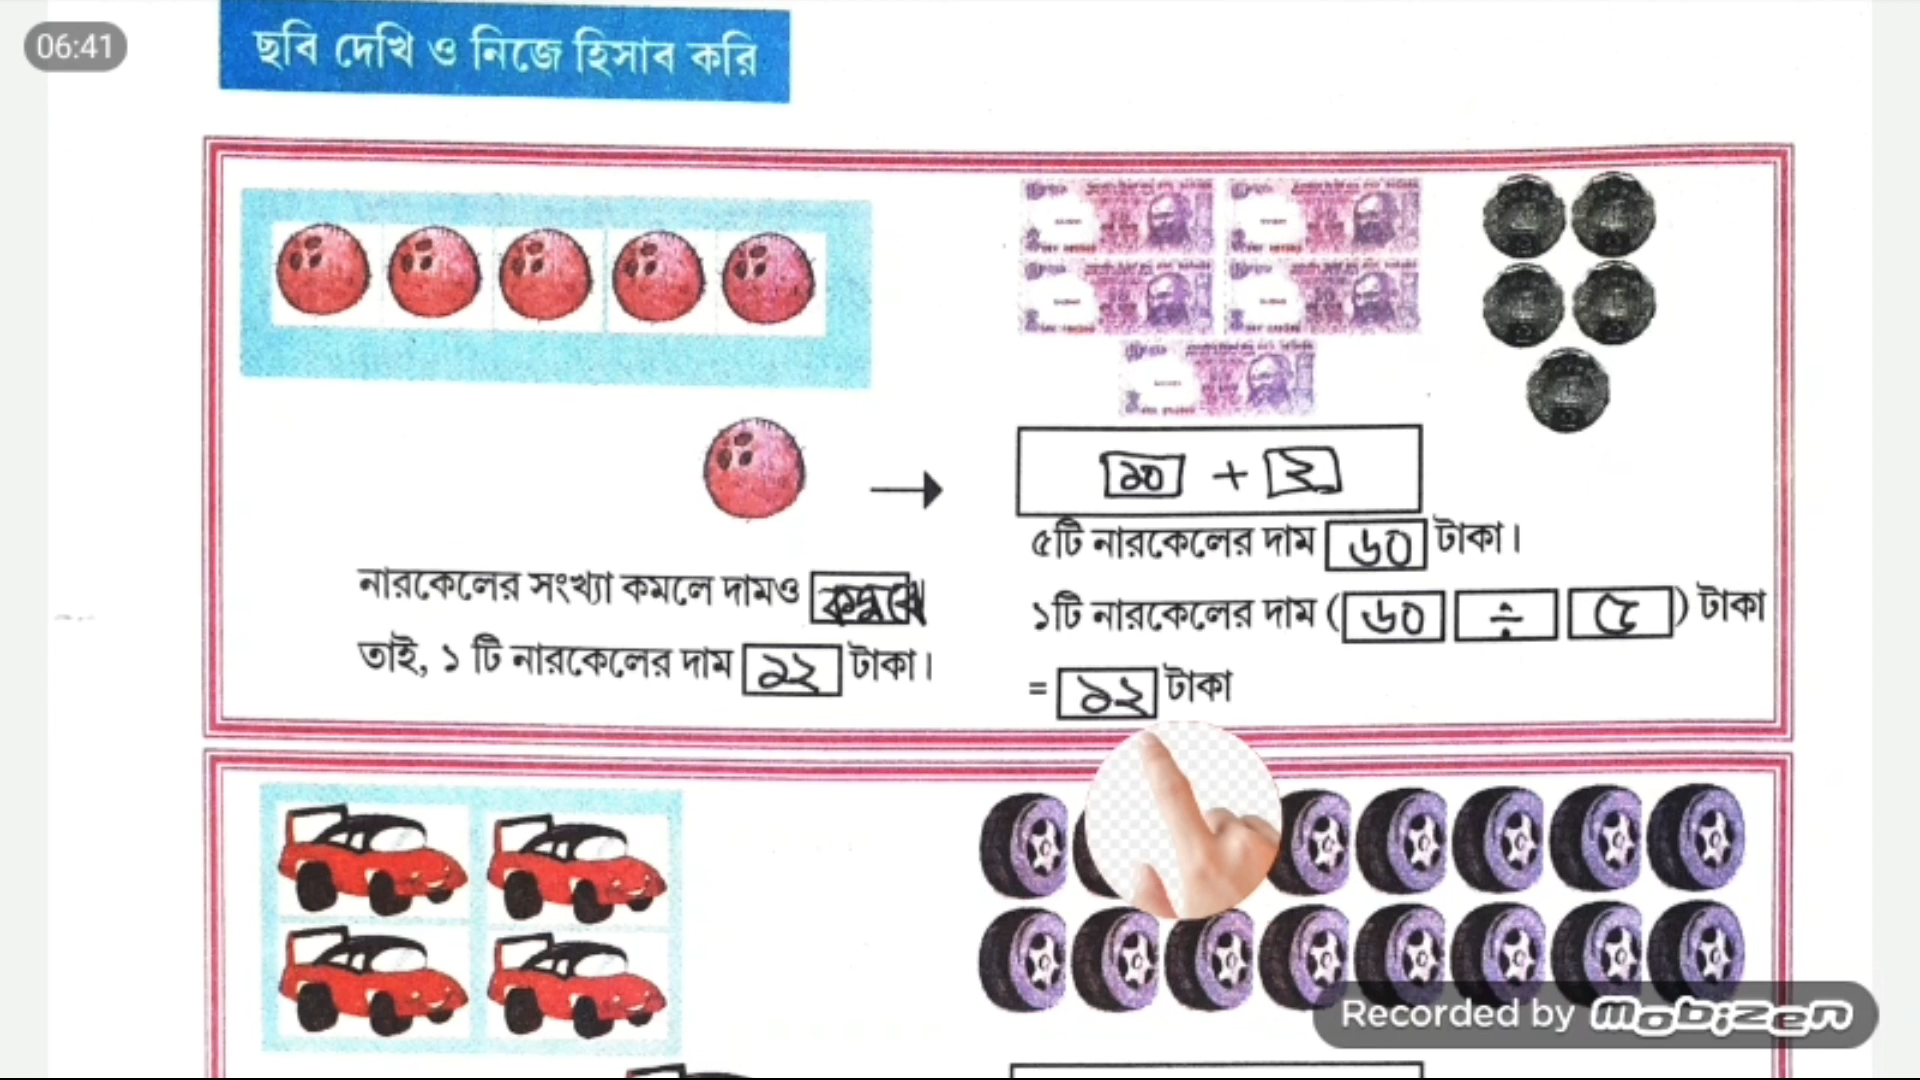 06:41
ছবি দেখি ও নিজে হিসাব করি
১০ + ২
৫টি নারকেলের দাম ৬০ টাকা।
নারকেলের সংখ্যা কমলে দামও কমবে
১টি নারকেলের দাম (৬০ ÷ ৫) টাকা
তাই, ১ টি নারকেলের দাম ১২ টাকা।
= ১২ টাকা
Recorded by Mobizen